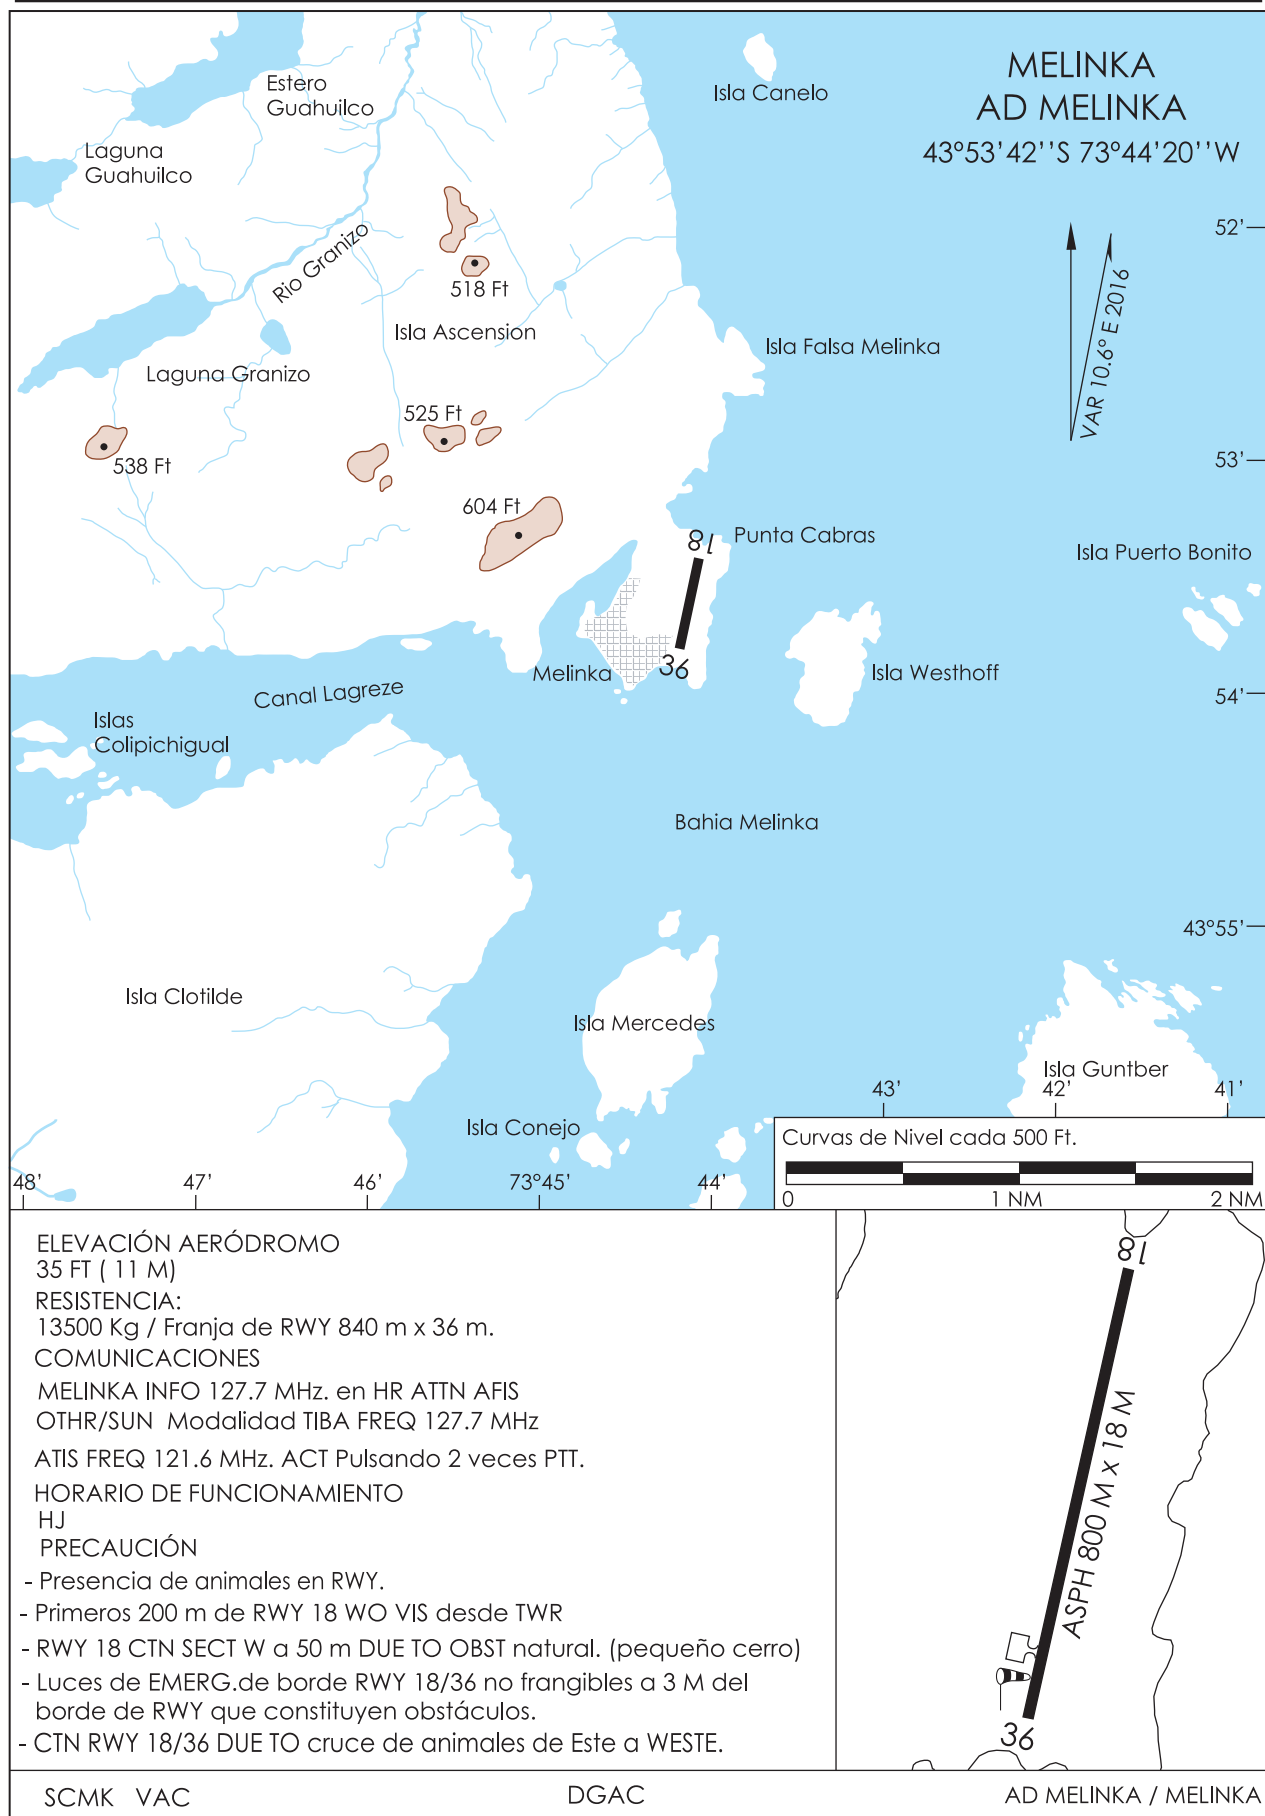 MELINKA
AD MELINKA
43°53'42''S 73°44'20''W
Estero
Guahuilco
Isla Canelo
Laguna
Guahuilco
52'
Rio Granizo
518 Ft
VAR 10.6° E 2016
Isla Ascension
Isla Falsa Melinka
Laguna Granizo
525 Ft
538 Ft
53'
604 Ft
18
Punta Cabras
Isla Puerto Bonito
36
Melinka
Isla Westhoff
Canal Lagreze
54'
Islas
Colipichigual
Bahia Melinka
43°55'
Isla Clotilde
Isla Mercedes
Isla Guntber
43'
42'
41'
Isla Conejo
Curvas de Nivel cada 500 Ft.
48'
47'
46'
73°45'
44'
0
1 NM
2 NM
ELEVACIÓN AERÓDROMO
35 FT ( 11 M)
RESISTENCIA:
13500 Kg / Franja de RWY 840 m x 36 m.
COMUNICACIONES
MELINKA INFO 127.7 MHz. en HR ATTN AFIS
OTHR/SUN Modalidad TIBA FREQ 127.7 MHz
ATIS FREQ 121.6 MHz. ACT Pulsando 2 veces PTT.
HORARIO DE FUNCIONAMIENTO
HJ
PRECAUCIÓN
- Presencia de animales en RWY.
- Primeros 200 m de RWY 18 WO VIS desde TWR
- RWY 18 CTN SECT W a 50 m DUE TO OBST natural. (pequeño cerro)
- Luces de EMERG.de borde RWY 18/36 no frangibles a 3 M del
borde de RWY que constituyen obstáculos.
- CTN RWY 18/36 DUE TO cruce de animales de Este a WESTE.
18
ASPH 800 M x 18 M
36
SCMK VAC
DGAC
AD MELINKA / MELINKA